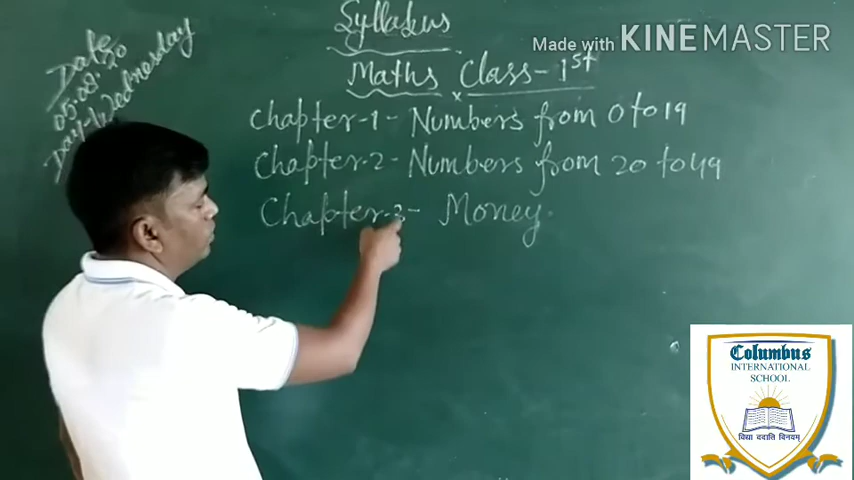 Syllabus
Made with KINEMASTER
Maths Class-1st
Date
05.08.20
Day-Wednesday
Chapter-1- Numbers from 0 to 19
Chapter-2- Numbers from 20 to 49
Chapter-3- Money.
Columbus
INTERNATIONAL
SCHOOL
विद्या ददाति विनयम्